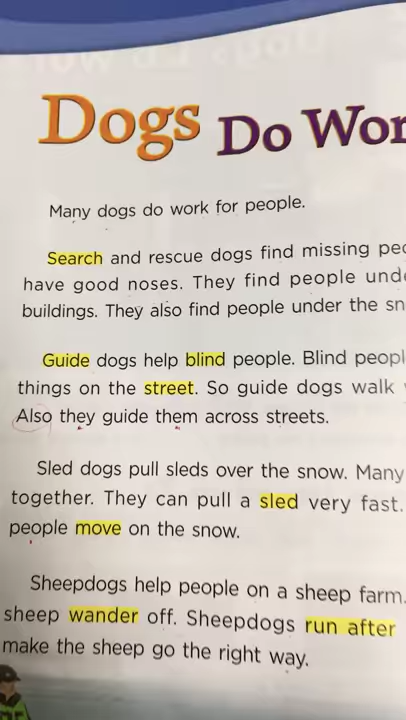 Dogs Do Wor
Many dogs do work for people.
Search and rescue dogs find missing peo
have good noses. They find people unde
buildings. They also find people under the sn
Guide dogs help blind people. Blind peopl
things on the street. So guide dogs walk
Also they guide them across streets.
Sled dogs pull sleds over the snow. Many
together. They can pull a sled very fast.
people move on the snow.
Sheepdogs help people on a sheep farm.
sheep wander off. Sheepdogs run after
make the sheep go the right way.